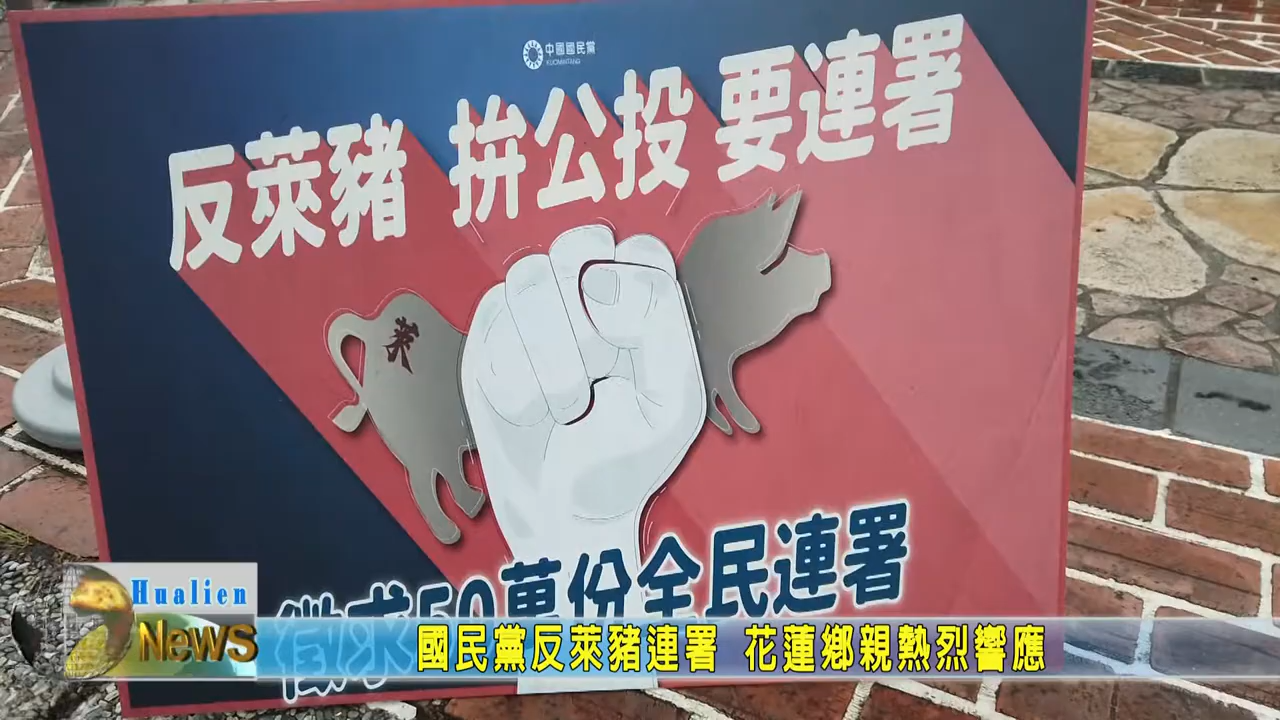 中國國民黨
KUOMINTANG
反萊豬 拚公投 要連署
萊
徵求50萬份全民連署
Hualien
News
國民黨反萊豬連署 花蓮鄉親熱烈響應